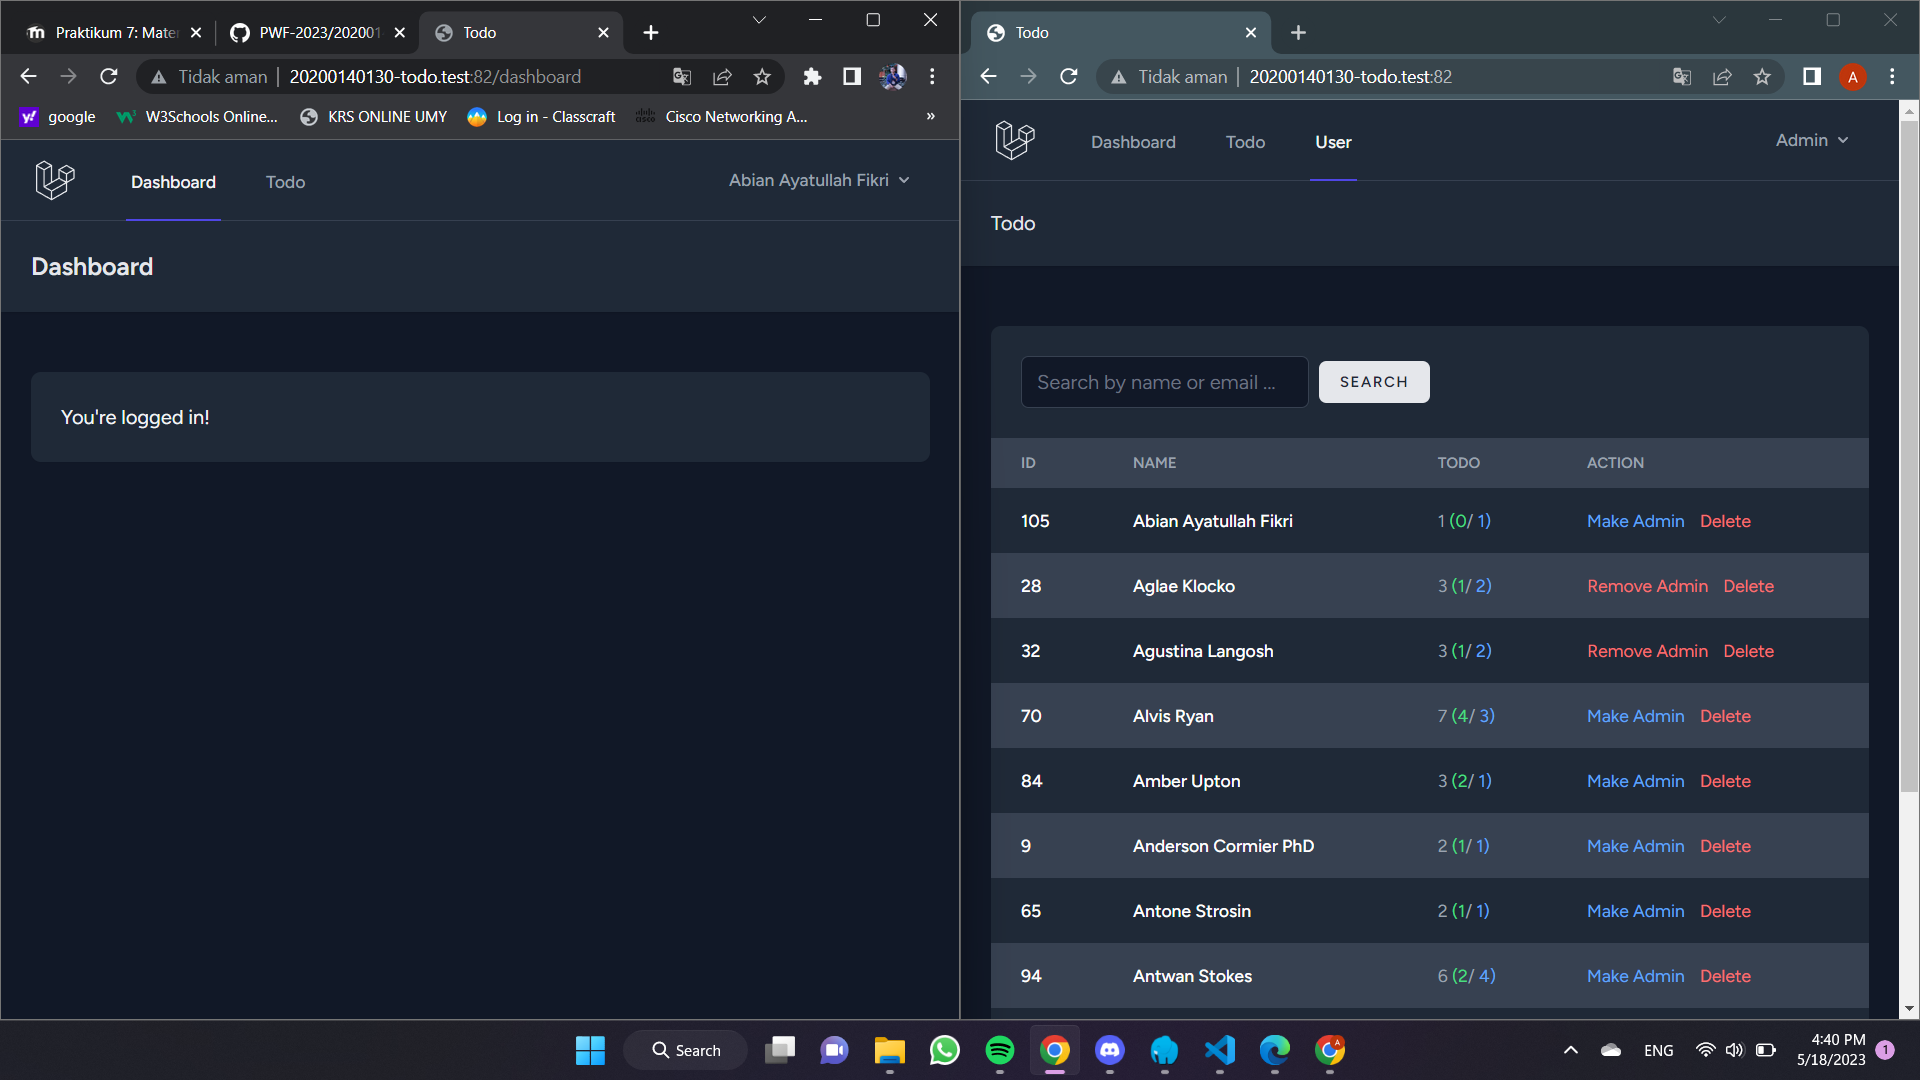 Praktikum 7: Mate
PWF-2023/202001
Todo
Tidak aman
20200140130-todo.test:82/dashboard
google
W3Schools Online...
KRS ONLINE UMY
Log in - Classcraft
Cisco Networking A...
»
Dashboard
Todo
Abian Ayatullah Fikri
Dashboard
You're logged in!
Todo
Tidak aman
20200140130-todo.test:82
A
Dashboard
Todo
User
Admin
Todo
Search by name or email ...
SEARCH
ID NAME TODO ACTION
105 Abian Ayatullah Fikri 1 (0/ 1) Make Admin Delete
28 Aglae Klocko 3 (1/ 2) Remove Admin Delete
32 Agustina Langosh 3 (1/ 2) Remove Admin Delete
70 Alvis Ryan 7 (4/ 3) Make Admin Delete
84 Amber Upton 3 (2/ 1) Make Admin Delete
9 Anderson Cormier PhD 2 (1/ 1) Make Admin Delete
65 Antone Strosin 2 (1/ 1) Make Admin Delete
94 Antwan Stokes 6 (2/ 4) Make Admin Delete
Search
ENG
4:40 PM
5/18/2023
1